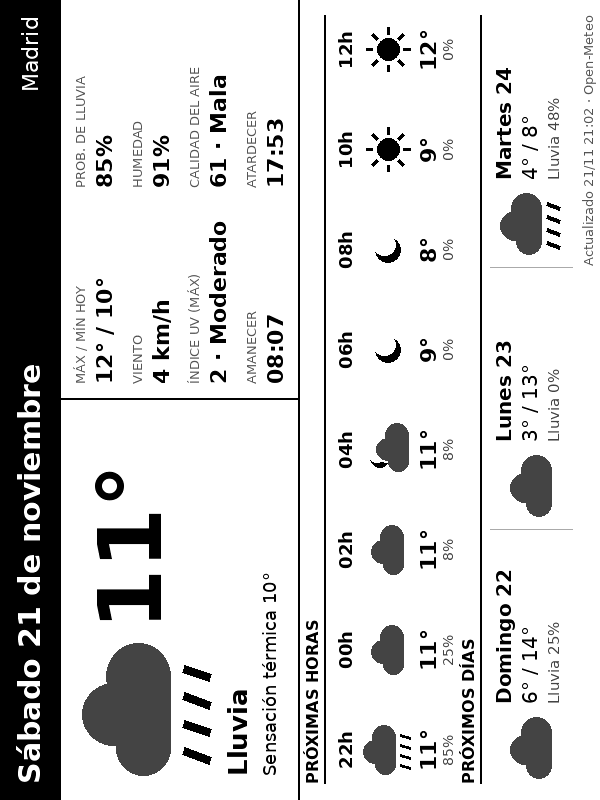 Sábado 21 de noviembre
Madrid
11°
Lluvia
Sensación térmica 10°
MÁX / MÍN HOY
12° / 10°
PROB. DE LLUVIA
85%
VIENTO
4 km/h
HUMEDAD
91%
ÍNDICE UV (MÁX)
2 · Moderado
CALIDAD DEL AIRE
61 · Mala
AMANECER
08:07
ATARDECER
17:53
PRÓXIMAS HORAS
22h 00h 02h 04h 06h 08h 10h 12h
11° 11° 11° 11° 9° 8° 9° 12°
85% 25% 8% 8% 0% 0% 0% 0%
PRÓXIMOS DÍAS
Domingo 22
6° / 14°
Lluvia 25%
Lunes 23
3° / 13°
Lluvia 0%
Martes 24
4° / 8°
Lluvia 48%
Actualizado 21/11 21:02 · Open-Meteo